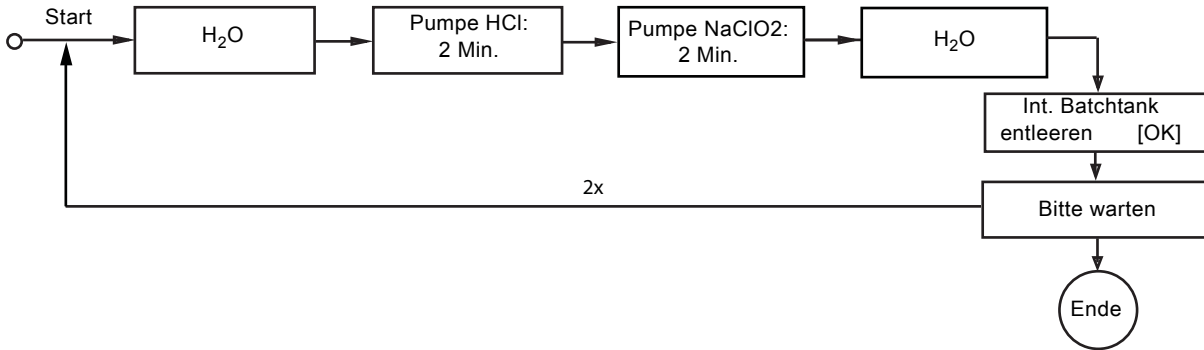 Start
H₂O
Pumpe HCl:
2 Min.
Pumpe NaClO2:
2 Min.
H₂O
Int. Batchtank
entleeren [OK]
2x
Bitte warten
Ende